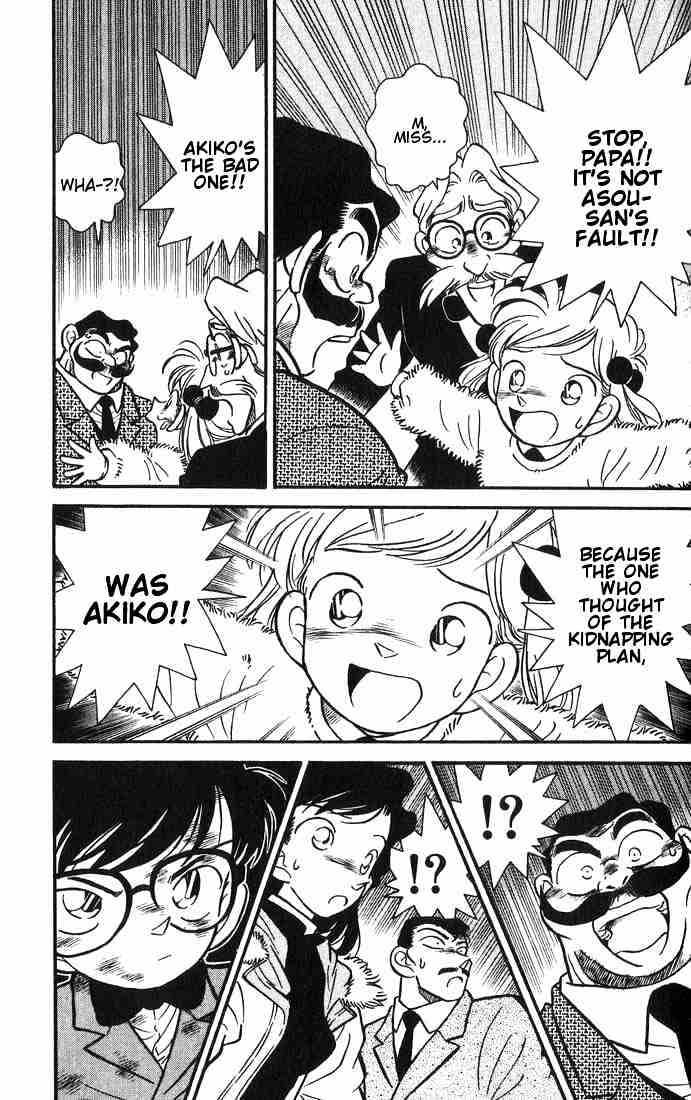 STOP,
PAPA!!
IT'S NOT
ASOU-
SAN'S
FAULT!!
M,
MISS...
AKIKO'S
THE BAD
ONE!!
WHA-?!
BECAUSE
THE ONE
WHO
THOUGHT
OF THE
KIDNAPPING
PLAN,
WAS
AKIKO!!
!?
!?